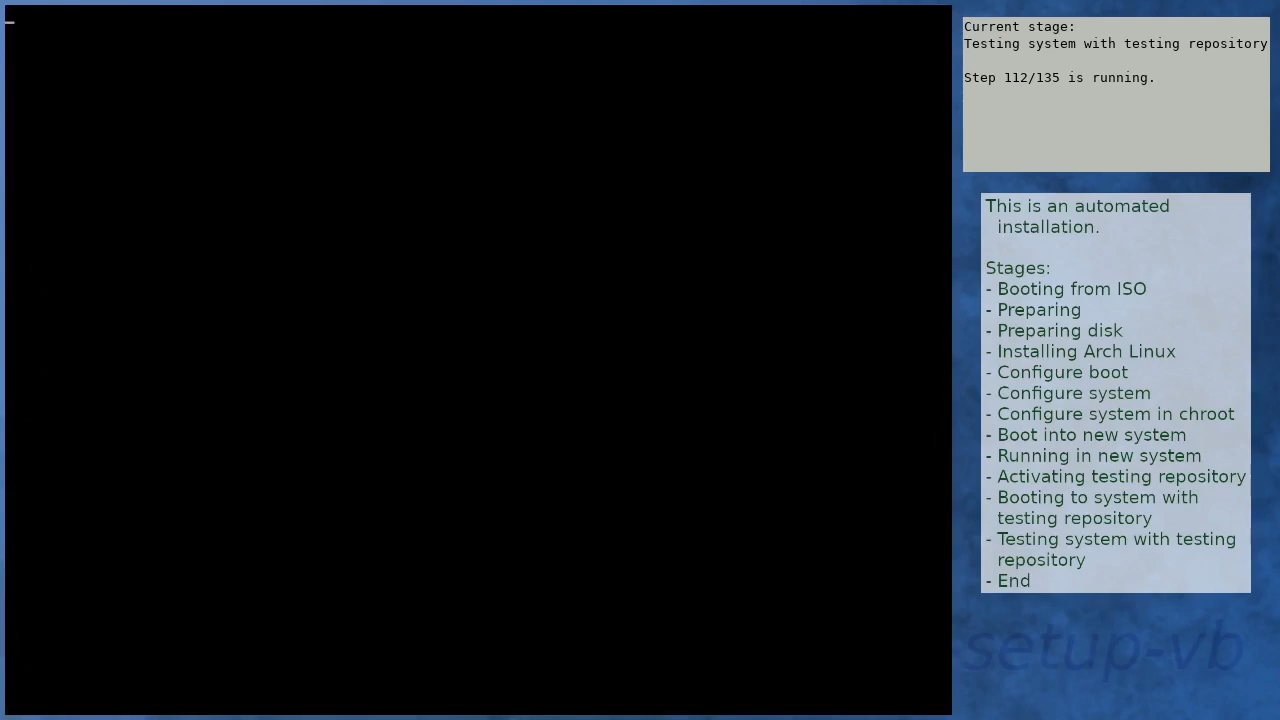 Current stage:
Testing system with testing repository
Step 112/135 is running.
This is an automated
installation.
Stages:
- Booting from ISO
- Preparing
- Preparing disk
- Installing Arch Linux
- Configure boot
- Configure system
- Configure system in chroot
- Boot into new system
- Running in new system
- Activating testing repository
- Booting to system with
testing repository
- Testing system with testing
repository
- End
setup-vb